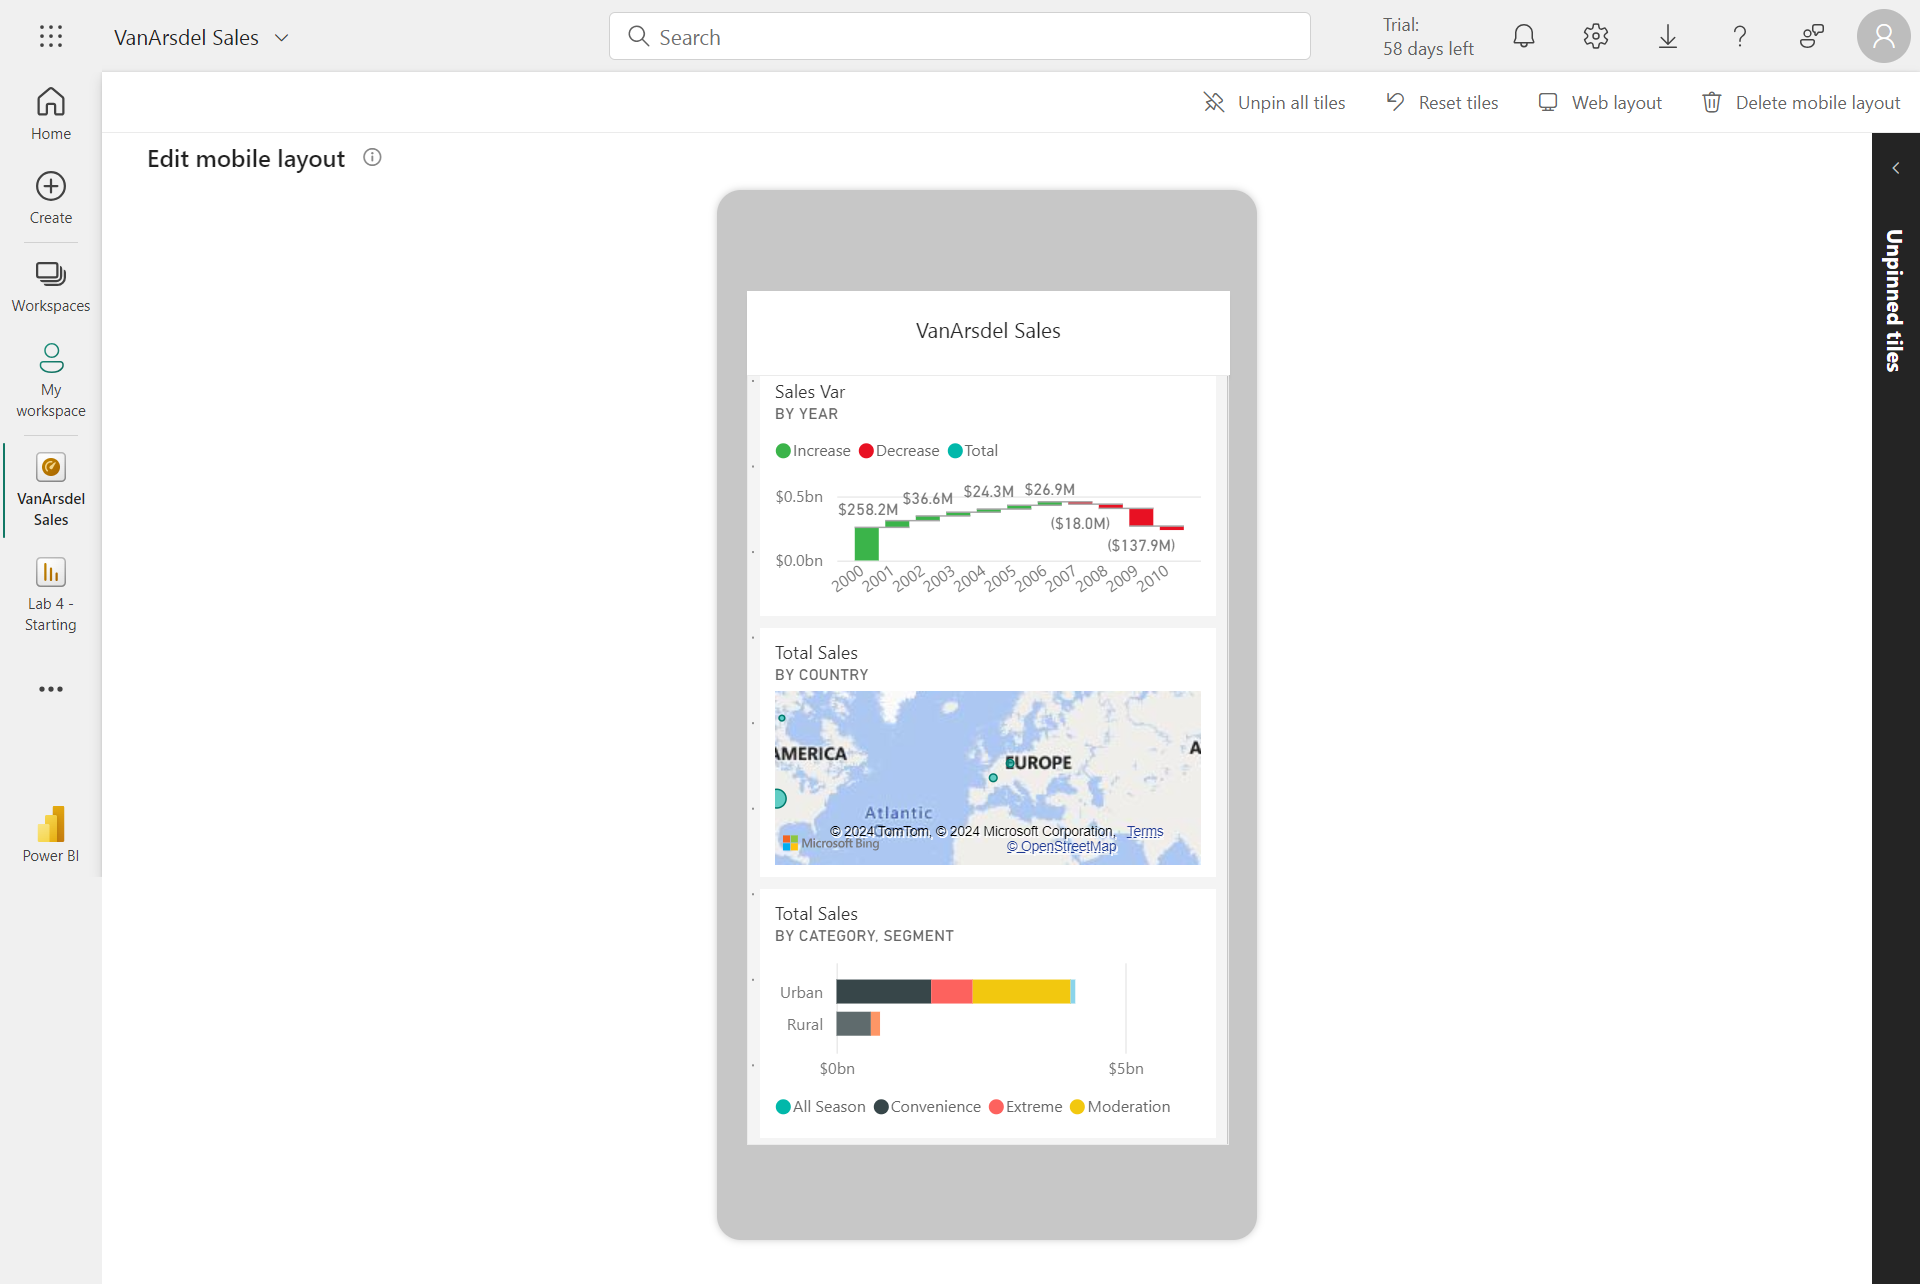 VanArsdel Sales
Search
Trial:
58 days left
Unpin all tiles
Reset tiles
Web layout
Delete mobile layout
Home
Create
Workspaces
My
workspace
VanArsdel
Sales
Lab 4 -
Starting
Power BI
Edit mobile layout
Unpinned tiles
VanArsdel Sales
Sales Var
BY YEAR
Increase Decrease Total
$0.5bn
$0.0bn
$258.2M
$36.6M
$24.3M
$26.9M
($18.0M)
($137.9M)
2000 2001 2002 2003 2004 2005 2006 2007 2008 2009 2010
Total Sales
BY COUNTRY
AMERICA
EUROPE
A
Atlantic
© 2024 TomTom, © 2024 Microsoft Corporation, Terms
Microsoft Bing
© OpenStreetMap
Total Sales
BY CATEGORY, SEGMENT
Urban
Rural
$0bn
$5bn
All Season Convenience Extreme Moderation